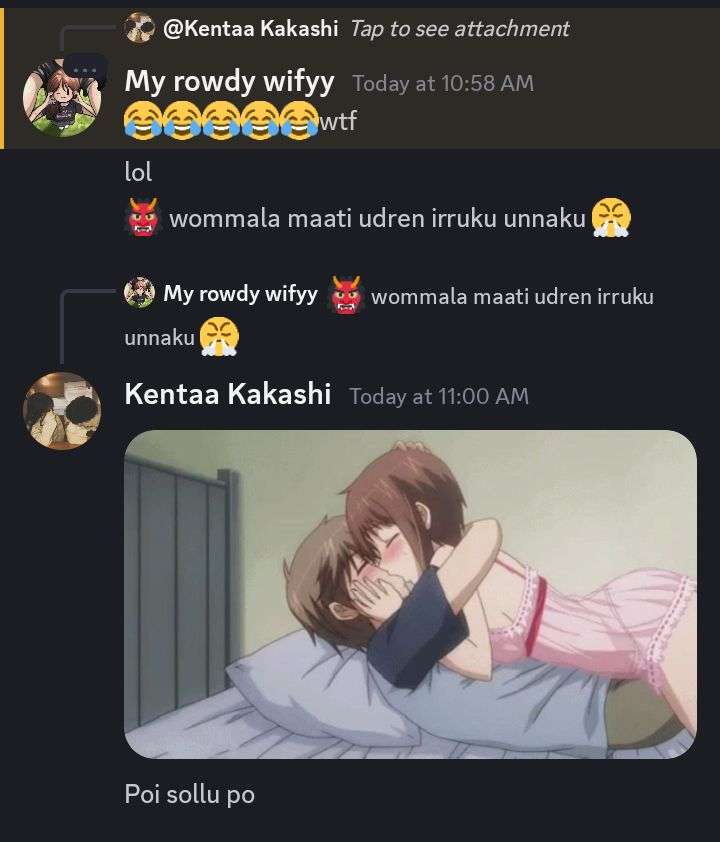 @Kentaa Kakashi Tap to see attachment
My rowdy wifyy Today at 10:58 AM
😂😂😂😂😂wtf
lol
👹 wommala maati udren irruku unnaku 😤
My rowdy wifyy 👹 wommala maati udren irruku
unnaku 😤
Kentaa Kakashi Today at 11:00 AM
Poi sollu po